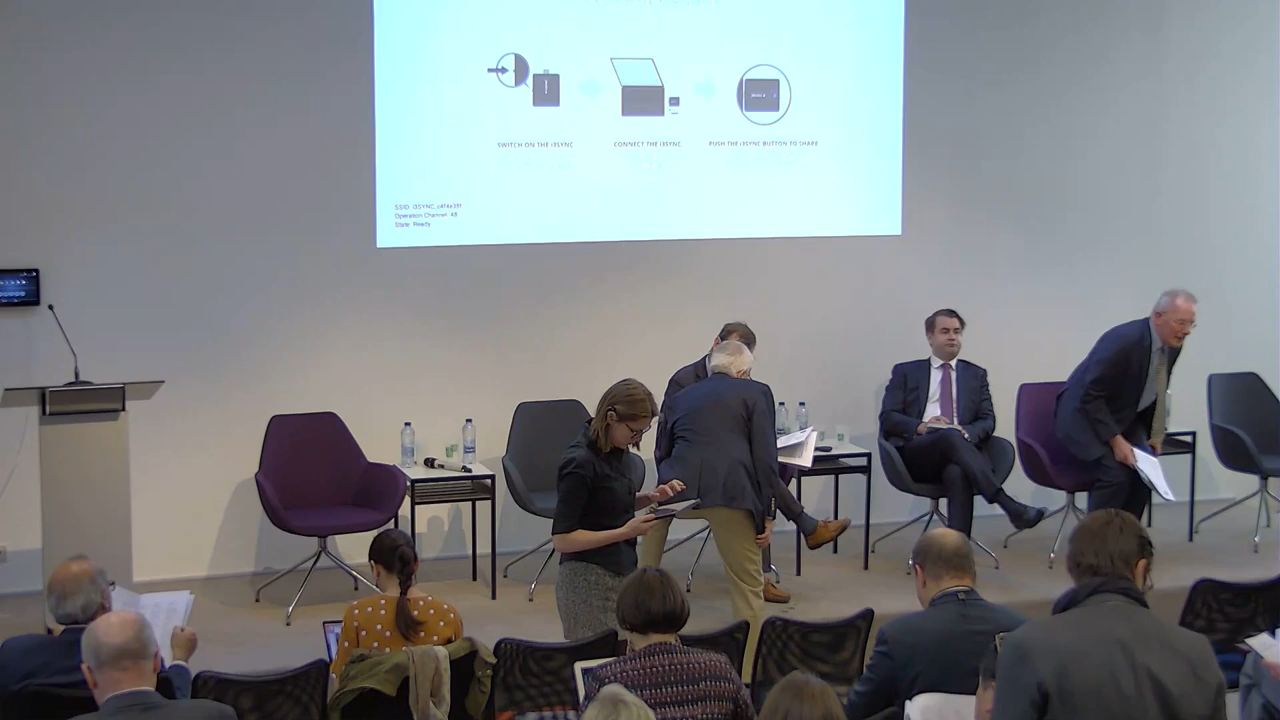 SWITCH ON THE i3SYNC
CONNECT THE i3SYNC
PUSH THE i3SYNC BUTTON TO SHARE
Operation Channel: 48
State: Ready